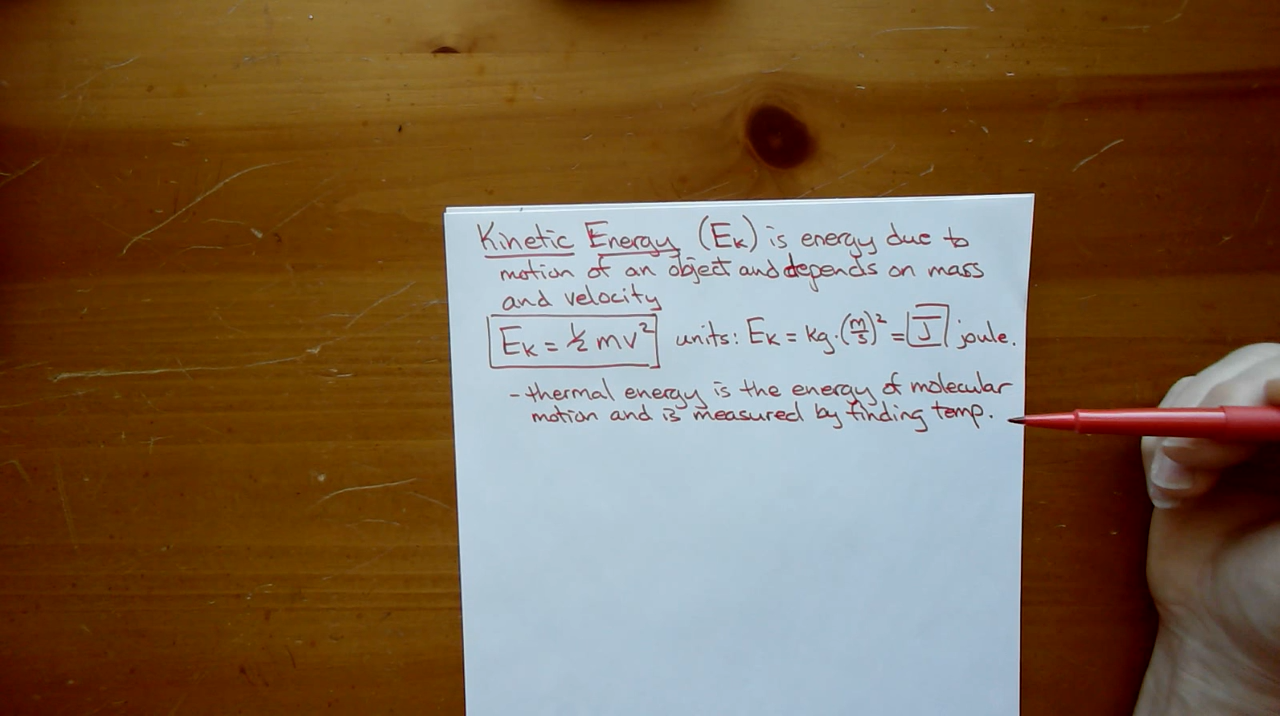 Kinetic Energy (Eₖ) is energy due to
motion of an object and depends on mass
and velocity
Eₖ = ½ mv² units: Eₖ = kg·(m/s)² = J joule.
- thermal energy is the energy of molecular
motion and is measured by finding temp.